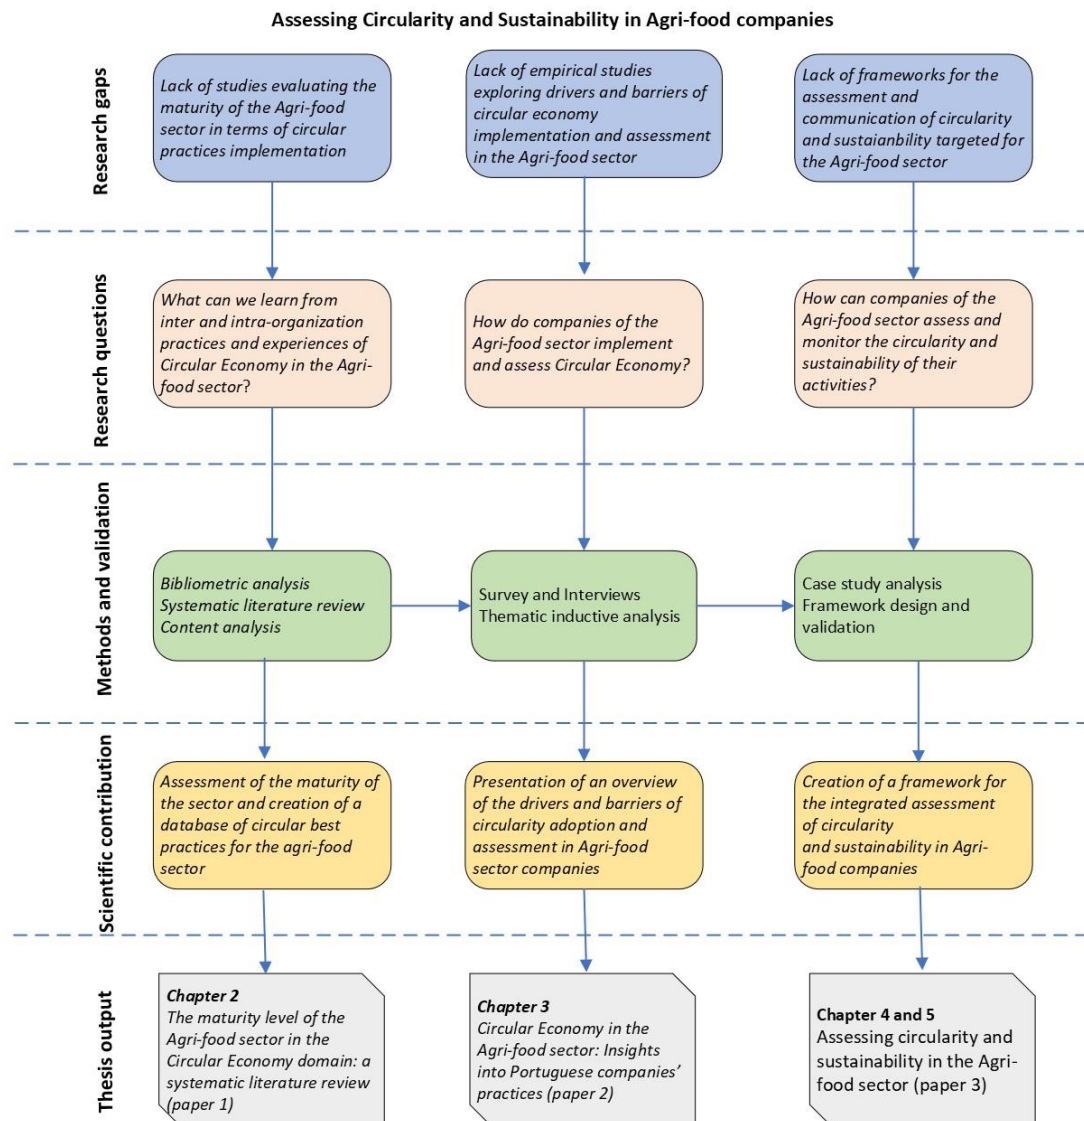 Assessing Circularity and Sustainability in Agri-food companies
Research gaps
Lack of studies evaluating the
maturity of the Agri-food
sector in terms of circular
practices implementation
Lack of empirical studies
exploring drivers and barriers of
circular economy
implementation and assessment
in the Agri-food sector
Lack of frameworks for the
assessment and
communication of circularity
and sustaianbility targeted for
the Agri-food sector
Research questions
What can we learn from
inter and intra-organization
practices and experiences of
Circular Economy in the Agri-
food sector?
How do companies of the
Agri-food sector implement
and assess Circular Economy?
How can companies of the
Agri-food sector assess and
monitor the circularity and
sustainability of their
activities?
Methods and validation
Bibliometric analysis
Systematic literature review
Content analysis
Survey and Interviews
Thematic inductive analysis
Case study analysis
Framework design and
validation
Scientific contribution
Assessment of the maturity of
the sector and creation of a
database of circular best
practices for the agri-food
sector
Presentation of an overview
of the drivers and barriers of
circularity adoption and
assessment in Agri-food
sector companies
Creation of a framework for
the integrated assessment
of circularity
and sustainability in Agri-
food companies
Thesis output
Chapter 2
The maturity level of the
Agri-food sector in the
Circular Economy domain: a
systematic literature review
(paper 1)
Chapter 3
Circular Economy in the
Agri-food sector: Insights
into Portuguese companies'
practices (paper 2)
Chapter 4 and 5
Assessing circularity and
sustainability in the Agri-
food sector (paper 3)